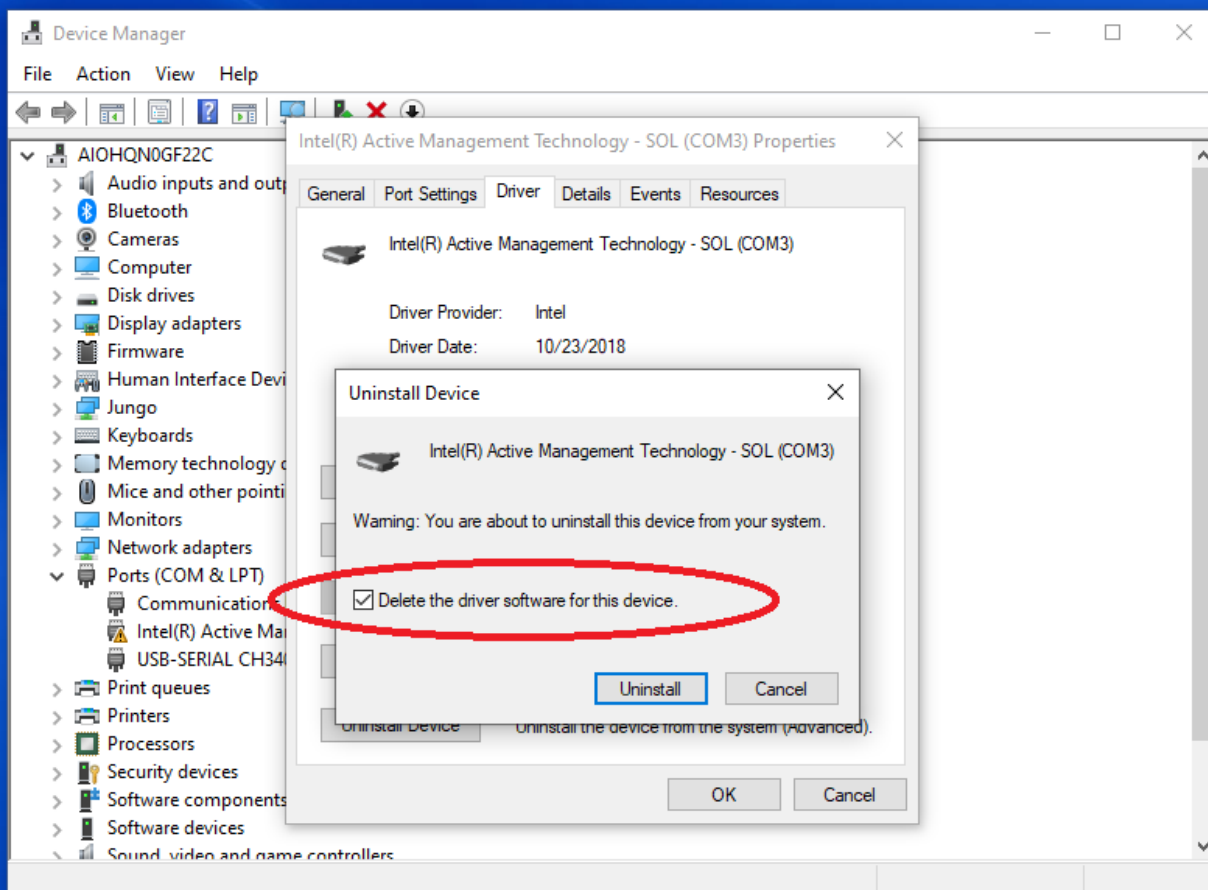 Device Manager
File Action View Help
AIOHQN0GF22C
Audio inputs and outp
Bluetooth
Cameras
Computer
Disk drives
Display adapters
Firmware
Human Interface Devi
Jungo
Keyboards
Memory technology d
Mice and other pointi
Monitors
Network adapters
Ports (COM & LPT)
Communication
Intel(R) Active Ma
USB-SERIAL CH340
Print queues
Printers
Processors
Security devices
Software components
Software devices
Sound, video and game controllers
Intel(R) Active Management Technology - SOL (COM3) Properties
General Port Settings Driver Details Events Resources
Intel(R) Active Management Technology - SOL (COM3)
Driver Provider: Intel
Driver Date: 10/23/2018
Uninstall Device
Intel(R) Active Management Technology - SOL (COM3)
Warning: You are about to uninstall this device from your system.
Delete the driver software for this device.
Uninstall Cancel
Uninstall Device Uninstall the device from the system (Advanced).
OK Cancel